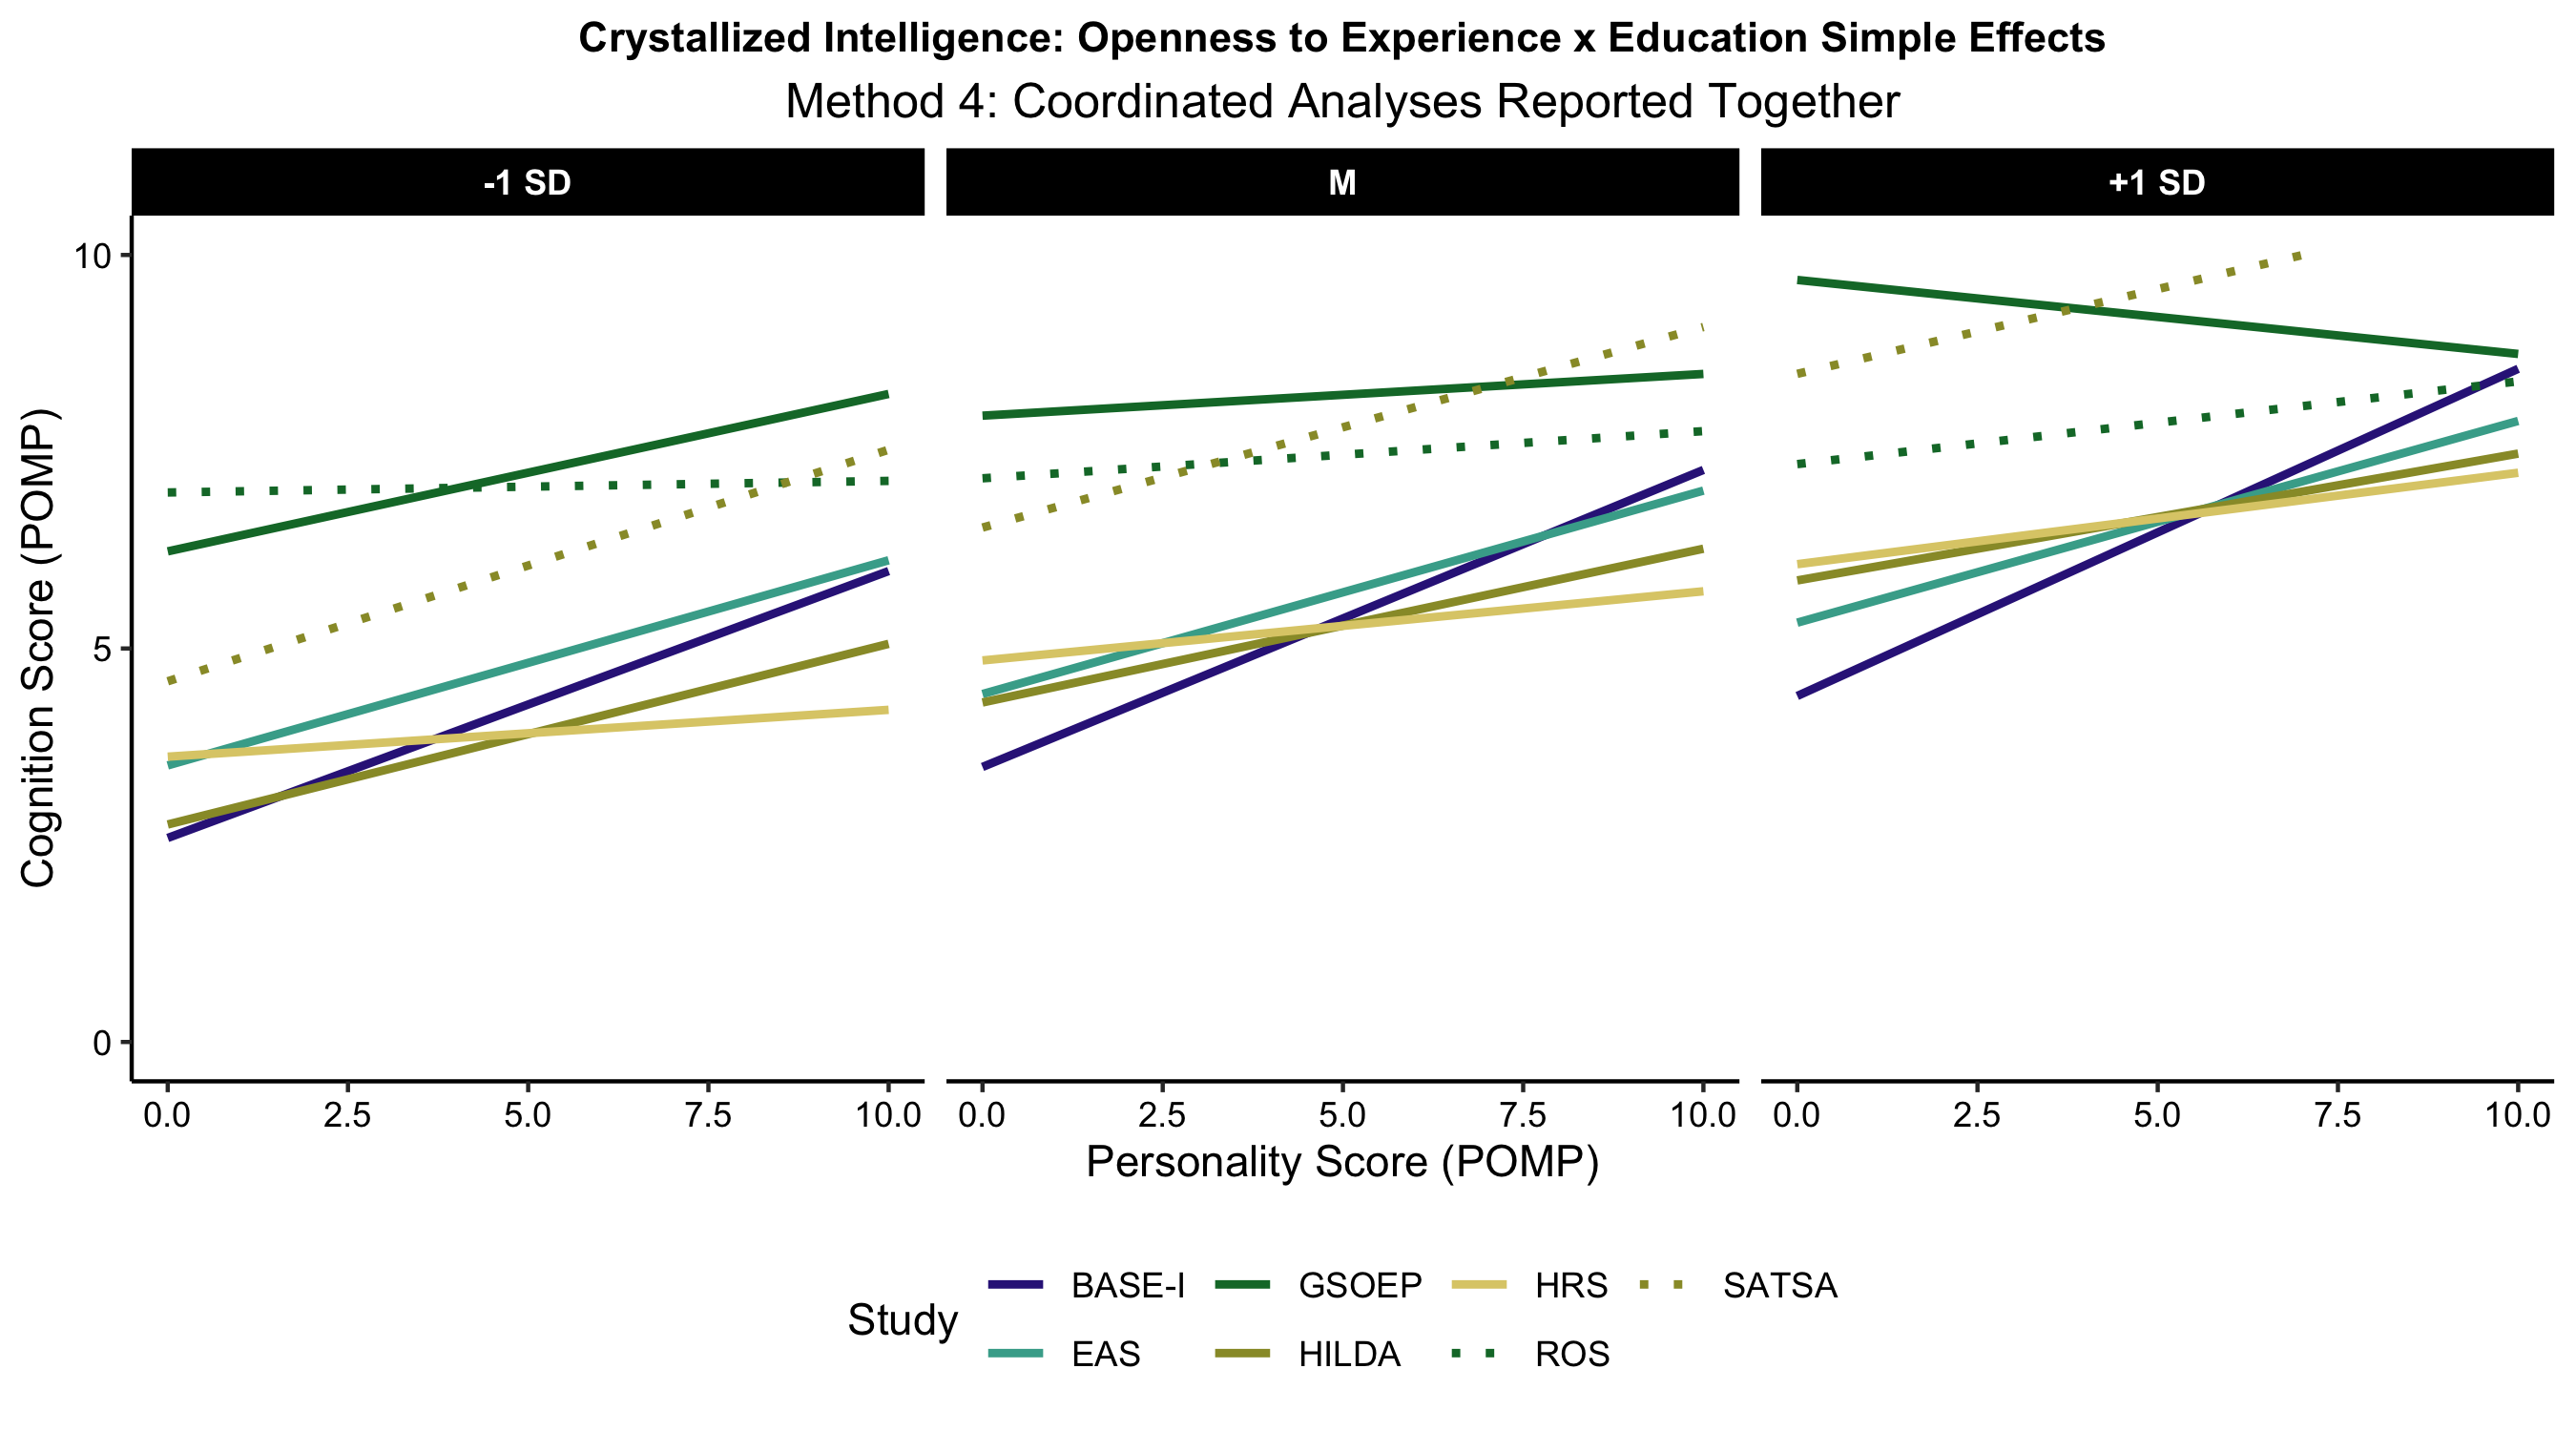 Crystallized Intelligence: Openness to Experience x Education Simple Effects
Method 4: Coordinated Analyses Reported Together
-1 SD M +1 SD
Cognition Score (POMP)
10
5
0
0.0 2.5 5.0 7.5 10.0 0.0 2.5 5.0 7.5 10.0 0.0 2.5 5.0 7.5 10.0
Personality Score (POMP)
Study
BASE-I GSOEP HRS SATSA
EAS HILDA ROS